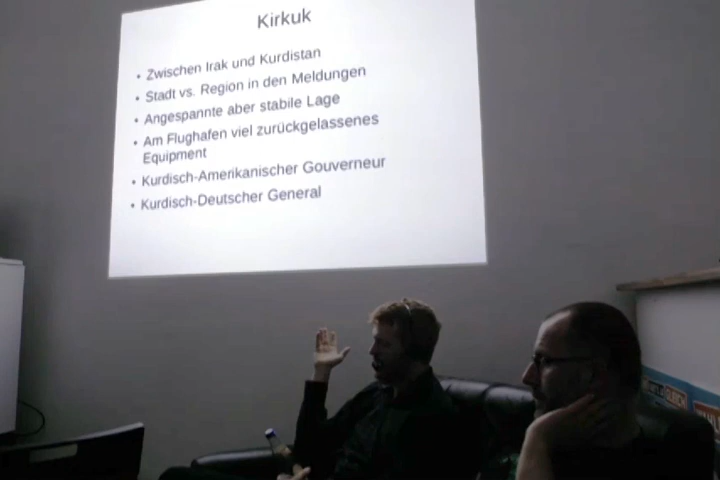 Kirkuk
• Zwischen Irak und Kurdistan
• Stadt vs. Region in den Meldungen
• Angespannte aber stabile Lage
• Am Flughafen viel zurückgelassenes
Equipment
• Kurdisch-Amerikanischer Gouverneur
• Kurdisch-Deutscher General